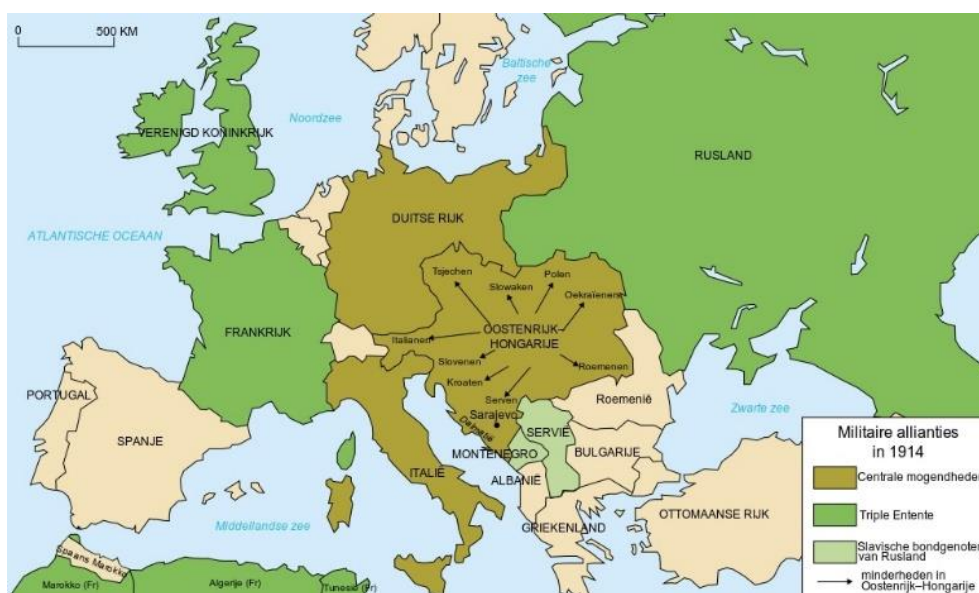 0 500 KM
Baltische
zee
Noordzee
VERENIGD KONINKRIJK
RUSLAND
ATLANTISCHE OCEAAN
DUITSE RIJK
Tsjechen
Polen
Slowaken
Oekraïeners
FRANKRIJK
OOSTENRIJK-
HONGARIJE
Italianen
Slovenen
Roemenen
Kroaten
Serven
Roemenië
PORTUGAL
SPANJE
Sarajevo
Dalmatië
SERVIË
Zwarte zee
MONTENEGRO
BULGARIJE
ITALIË
ALBANIË
OTTOMAANSE RIJK
Middellandse zee
GRIEKENLAND
Spaans Marokko
Marokko (Fr)
Algerije (Fr)
Tunesië (Fr)
Militaire allianties
in 1914
Centrale mogendheden
Triple Entente
Slavische bondgenoten
van Rusland
minderheden in
Oostenrijk–Hongarije